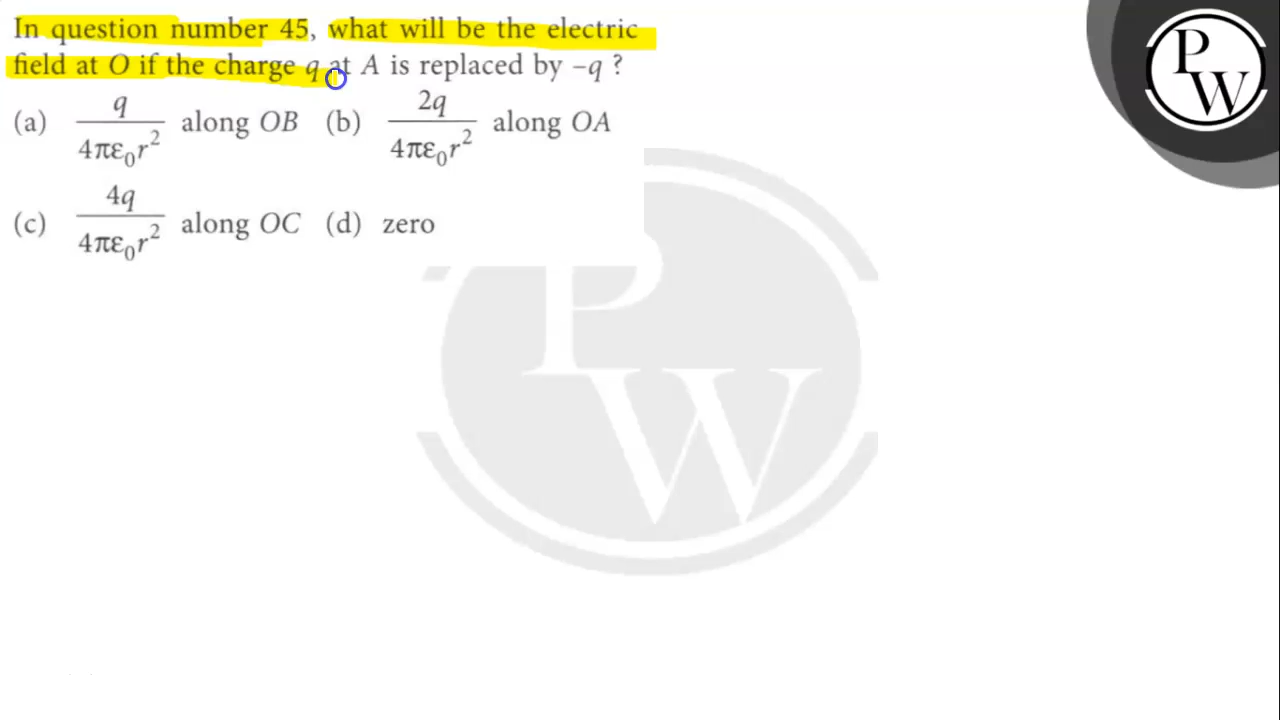 In question number 45, what will be the electric
field at O if the charge q at A is replaced by –q ?
(a) q/4πε₀r² along OB (b) 2q/4πε₀r² along OA
(c) 4q/4πε₀r² along OC (d) zero
PW
PW